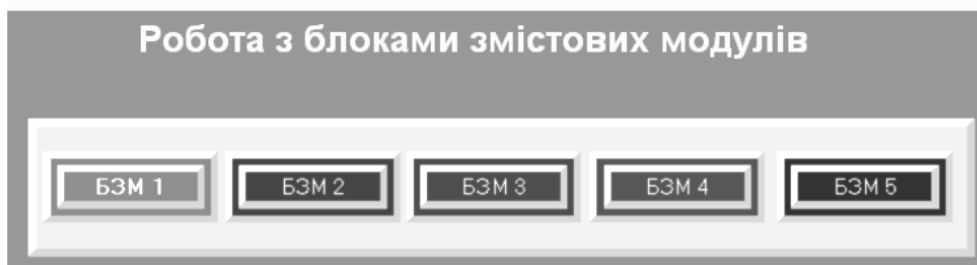 Робота з блоками змістових модулів
БЗМ 1 БЗМ 2 БЗМ 3 БЗМ 4 БЗМ 5